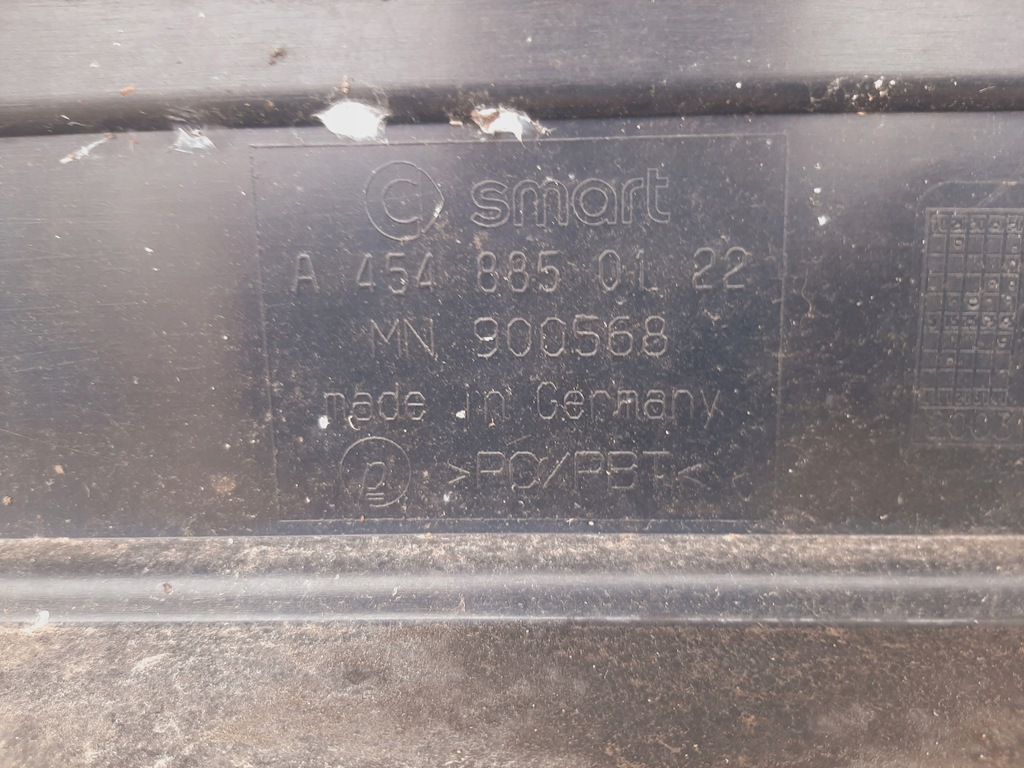 © smart
A 454 885 01 22
MN 900568
made in Germany
p >PC/PBT<